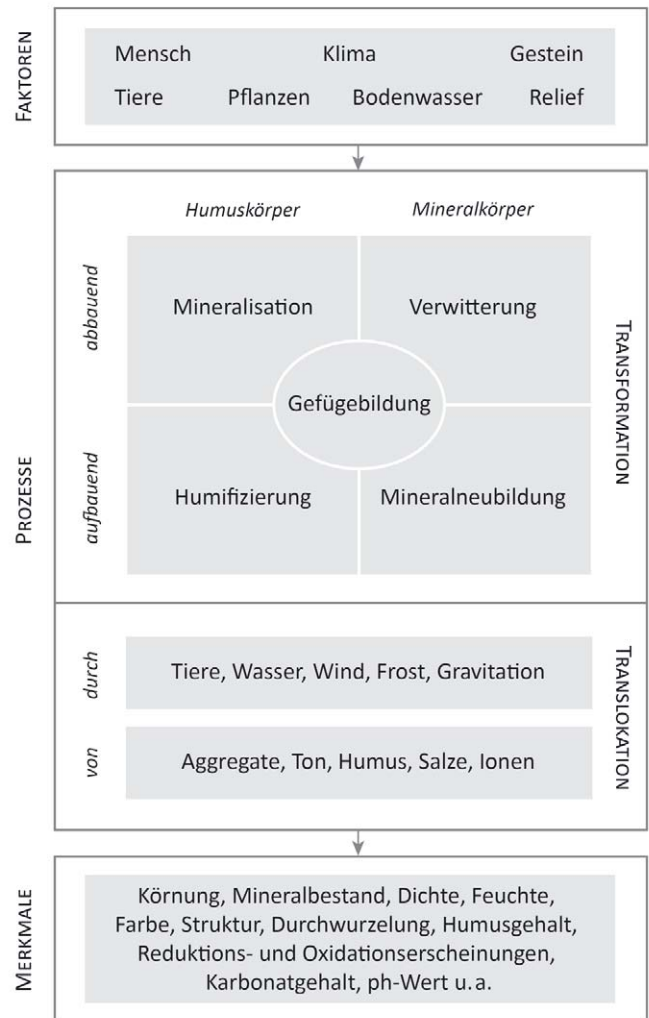 FAKTOREN
Mensch Klima Gestein
Tiere Pflanzen Bodenwasser Relief
PROZESSE
Humuskörper Mineralkörper
abbauend
Mineralisation Verwitterung
Gefügebildung
aufbauend
Humifizierung Mineralneubildung
TRANSFORMATION
durch
Tiere, Wasser, Wind, Frost, Gravitation
von
Aggregate, Ton, Humus, Salze, Ionen
TRANSLOKATION
MERKMALE
Körnung, Mineralbestand, Dichte, Feuchte,
Farbe, Struktur, Durchwurzelung, Humusgehalt,
Reduktions- und Oxidationserscheinungen,
Karbonatgehalt, ph-Wert u.a.